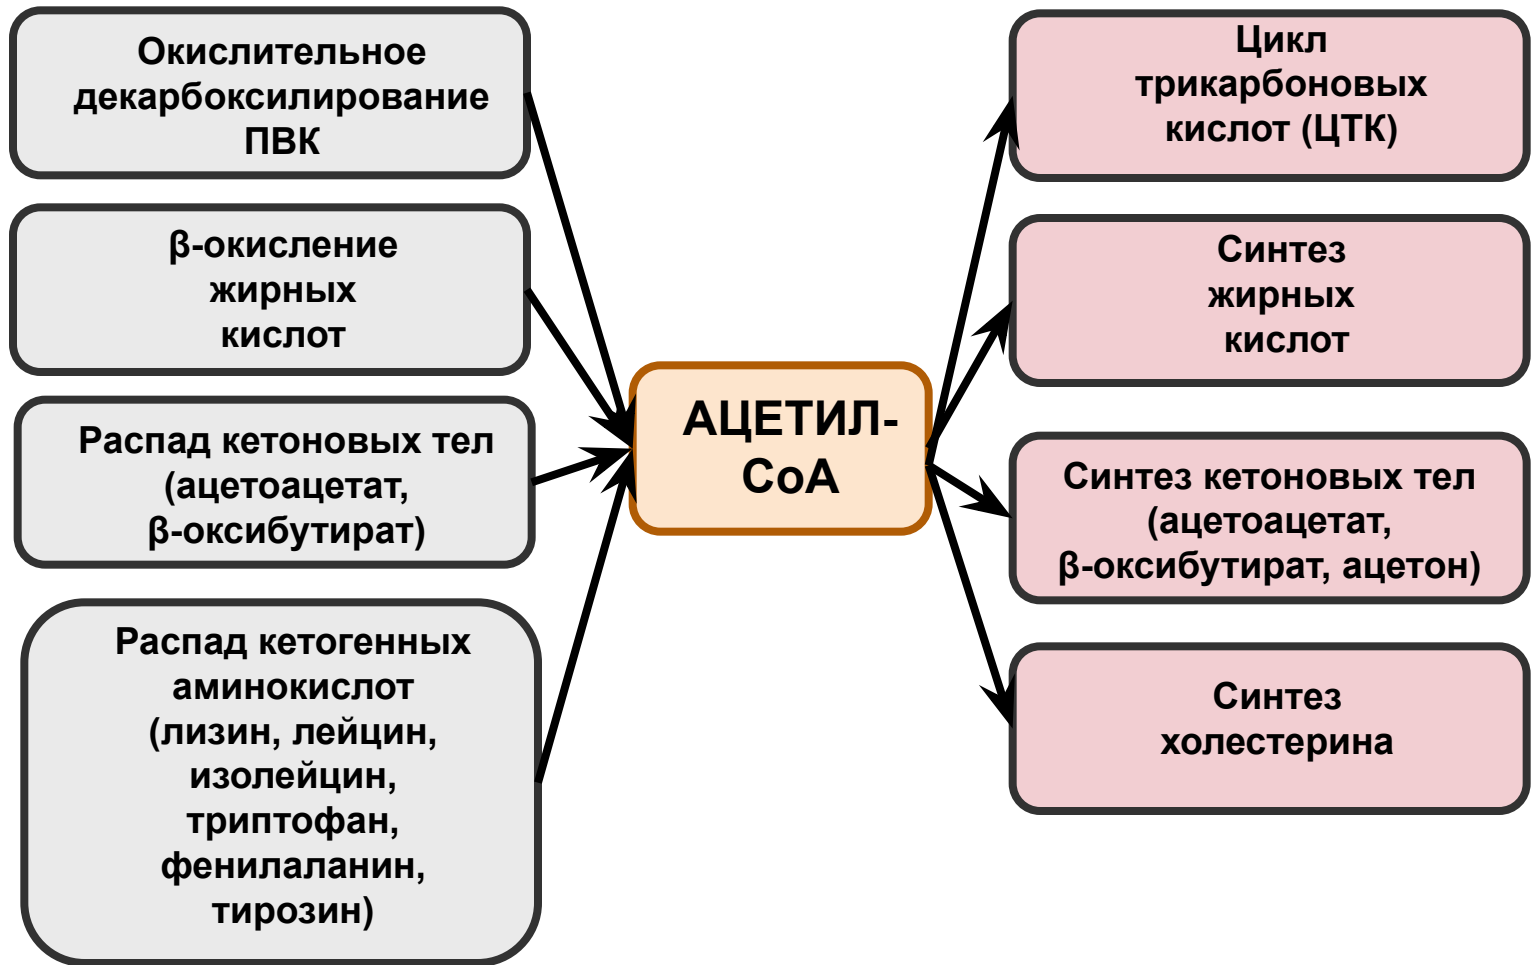 Окислительное
декарбоксилирование
ПВК
β-окисление
жирных
кислот
Распад кетоновых тел
(ацетоацетат,
β-оксибутират)
Распад кетогенных
аминокислот
(лизин, лейцин,
изолейцин,
триптофан,
фенилаланин,
тирозин)
АЦЕТИЛ-
СоА
Цикл
трикарбоновых
кислот (ЦТК)
Синтез
жирных
кислот
Синтез кетоновых тел
(ацетоацетат,
β-оксибутират, ацетон)
Синтез
холестерина